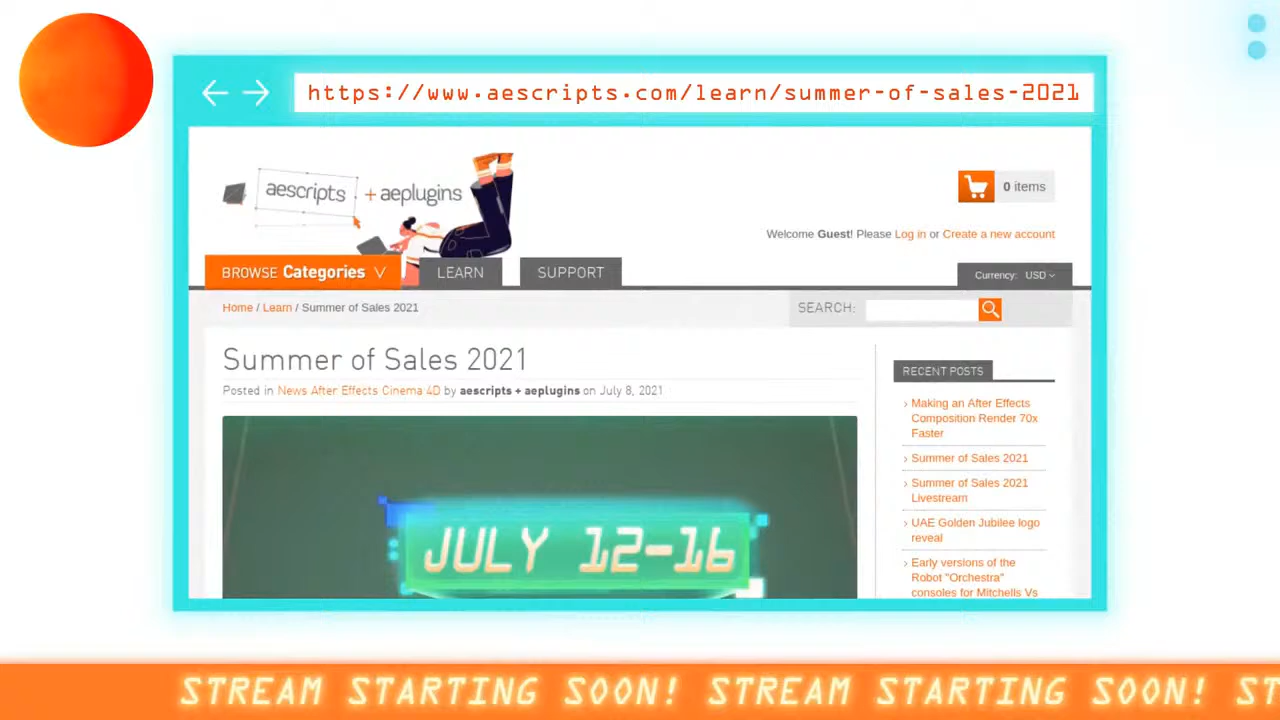 https://www.aescripts.com/learn/summer-of-sales-2021
aescripts + aeplugins
0 items
Welcome Guest! Please Log in or Create a new account
BROWSE Categories
LEARN
SUPPORT
Currency: USD
Home / Learn / Summer of Sales 2021
SEARCH:
Summer of Sales 2021
Posted in News After Effects Cinema 4D by aescripts + aeplugins on July 8, 2021
JULY 12-16
RECENT POSTS
Making an After Effects
Composition Render 70x
Faster
Summer of Sales 2021
Summer of Sales 2021
Livestream
UAE Golden Jubilee logo
reveal
Early versions of the
Robot "Orchestra"
consoles for Mitchells Vs
STREAM STARTING SOON! STREAM STARTING SOON! ST